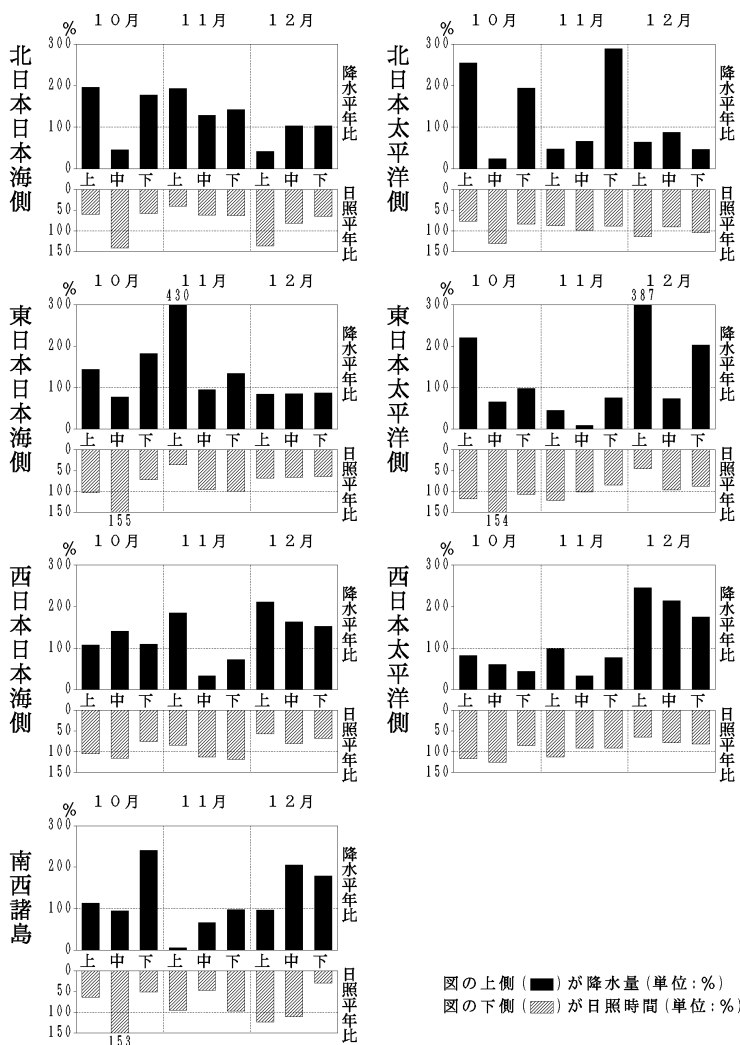 北日本日本海側
% 10月 11月 12月
300
200
100
0
降水平年比
上 中 下 上 中 下 上 中 下
0
50
100
150
日照平年比
北日本太平洋側
% 10月 11月 12月
300
200
100
0
降水平年比
上 中 下 上 中 下 上 中 下
0
50
100
150
日照平年比
東日本日本海側
% 10月 11月 12月
430
300
200
100
0
降水平年比
上 中 下 上 中 下 上 中 下
0
50
100
150
155
日照平年比
東日本太平洋側
% 10月 11月 12月
387
300
200
100
0
降水平年比
上 中 下 上 中 下 上 中 下
0
50
100
150
154
日照平年比
西日本日本海側
% 10月 11月 12月
300
200
100
0
降水平年比
上 中 下 上 中 下 上 中 下
0
50
100
150
日照平年比
西日本太平洋側
% 10月 11月 12月
300
200
100
0
降水平年比
上 中 下 上 中 下 上 中 下
0
50
100
150
日照平年比
南西諸島
% 10月 11月 12月
300
200
100
0
降水平年比
上 中 下 上 中 下 上 中 下
0
50
100
150
153
日照平年比
図の上側(■)が降水量(単位:%)
図の下側(▨)が日照時間(単位:%)